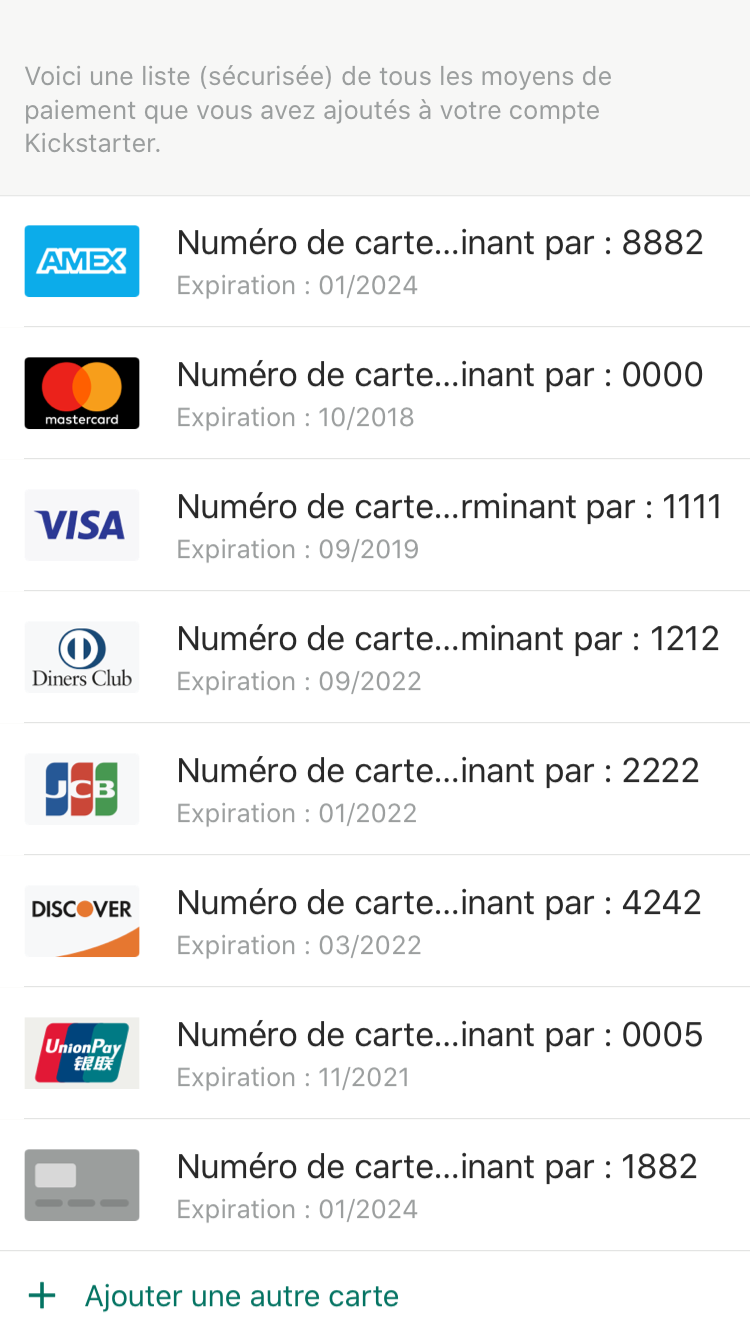 Voici une liste (sécurisée) de tous les moyens de
paiement que vous avez ajoutés à votre compte
Kickstarter.
AMEX
Numéro de carte...inant par : 8882
Expiration : 01/2024
mastercard
Numéro de carte...inant par : 0000
Expiration : 10/2018
VISA
Numéro de carte...rminant par : 1111
Expiration : 09/2019
Diners Club
Numéro de carte...minant par : 1212
Expiration : 09/2022
JCB
Numéro de carte...inant par : 2222
Expiration : 01/2022
DISCOVER
Numéro de carte...inant par : 4242
Expiration : 03/2022
UnionPay
银联
Numéro de carte...inant par : 0005
Expiration : 11/2021
Numéro de carte...inant par : 1882
Expiration : 01/2024
+ Ajouter une autre carte